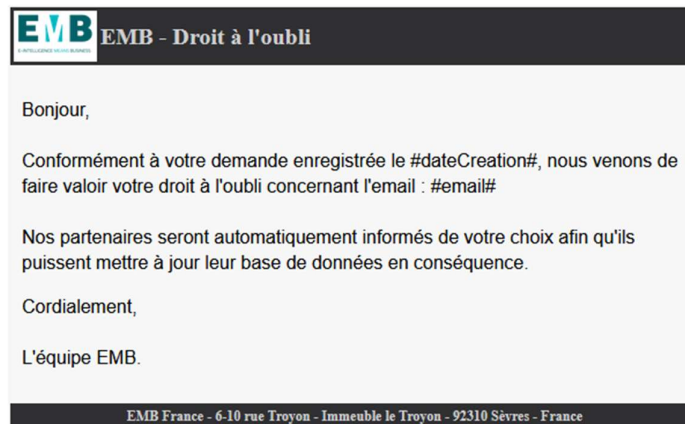 EMB
E-INTELLIGENCE MEANS BUSINESS
EMB - Droit à l'oubli
Bonjour,
Conformément à votre demande enregistrée le #dateCreation#, nous venons de
faire valoir votre droit à l'oubli concernant l'email : #email#
Nos partenaires seront automatiquement informés de votre choix afin qu'ils
puissent mettre à jour leur base de données en conséquence.
Cordialement,
L'équipe EMB.
EMB France - 6-10 rue Troyon - Immeuble le Troyon - 92310 Sèvres - France